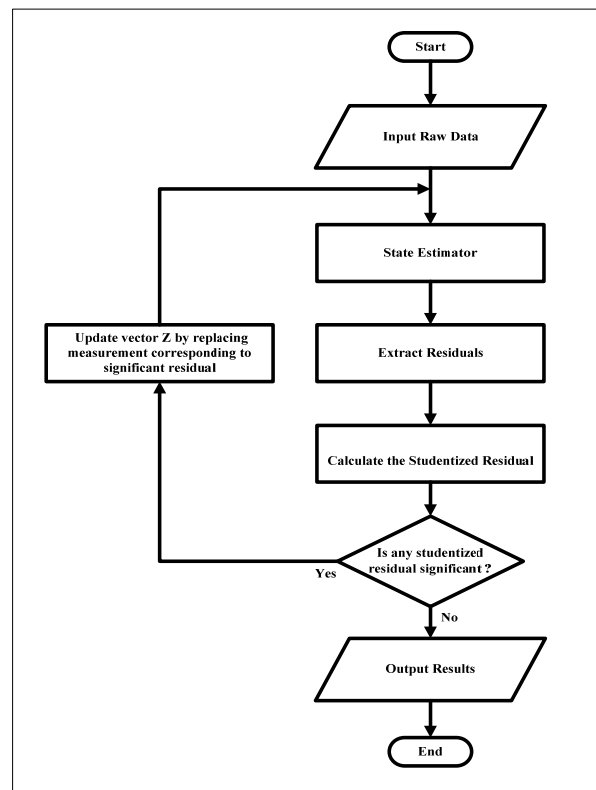 Start
Input Raw Data
State Estimator
Update vector Z by replacing
measurement corresponding to
significant residual
Extract Residuals
Calculate the Studentized Residual
Is any studentized
residual significant ?
Yes
No
Output Results
End